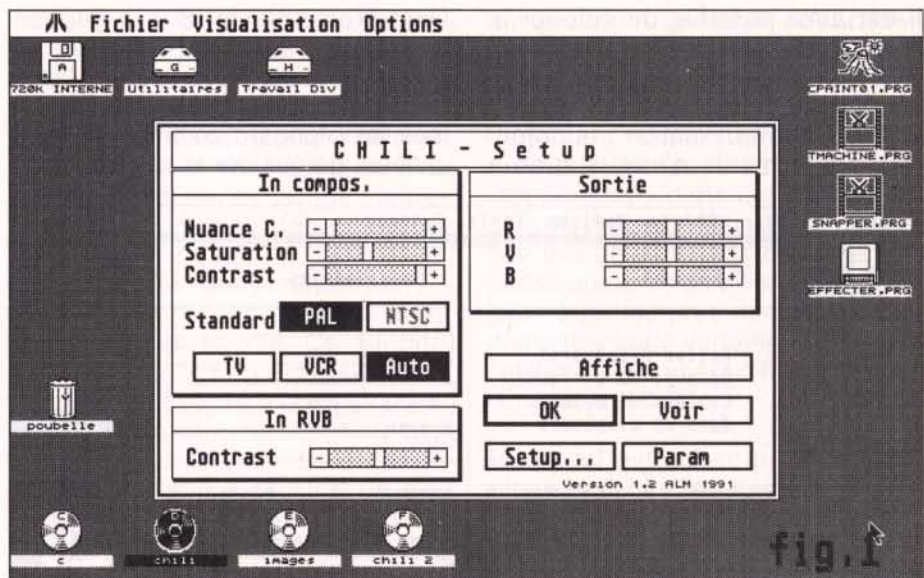 Fichier Visualisation Options
A G H
720K INTERNE Utilitaires Travail Div CPAINT01.PRG
TMACHINE.PRG
SNAPPER.PRG
EFFECTER.PRG
CHILI - Setup
In compos.
Nuance C. - +
Saturation - +
Contrast - +
Standard PAL NTSC
TV VCR Auto
In RVB
Contrast - +
Sortie
R - +
V - +
B - +
Affiche
OK Voir
Setup... Param
Version 1.2 ALM 1991
poubelle
C D E F
c chili images chili 2
fig.1